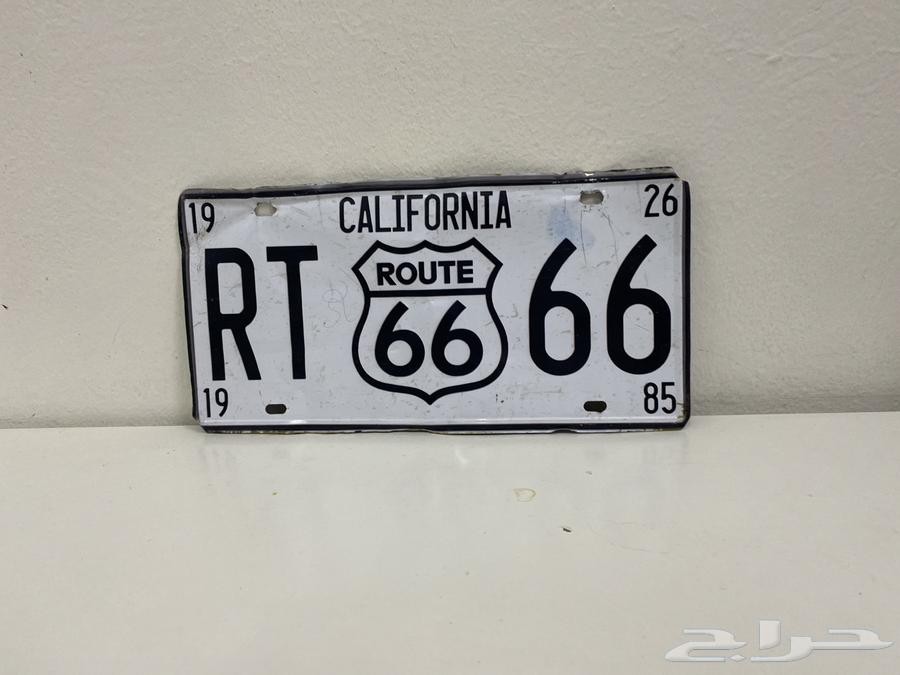 19 CALIFORNIA 26
RT ROUTE 66 66
19 85
حراج